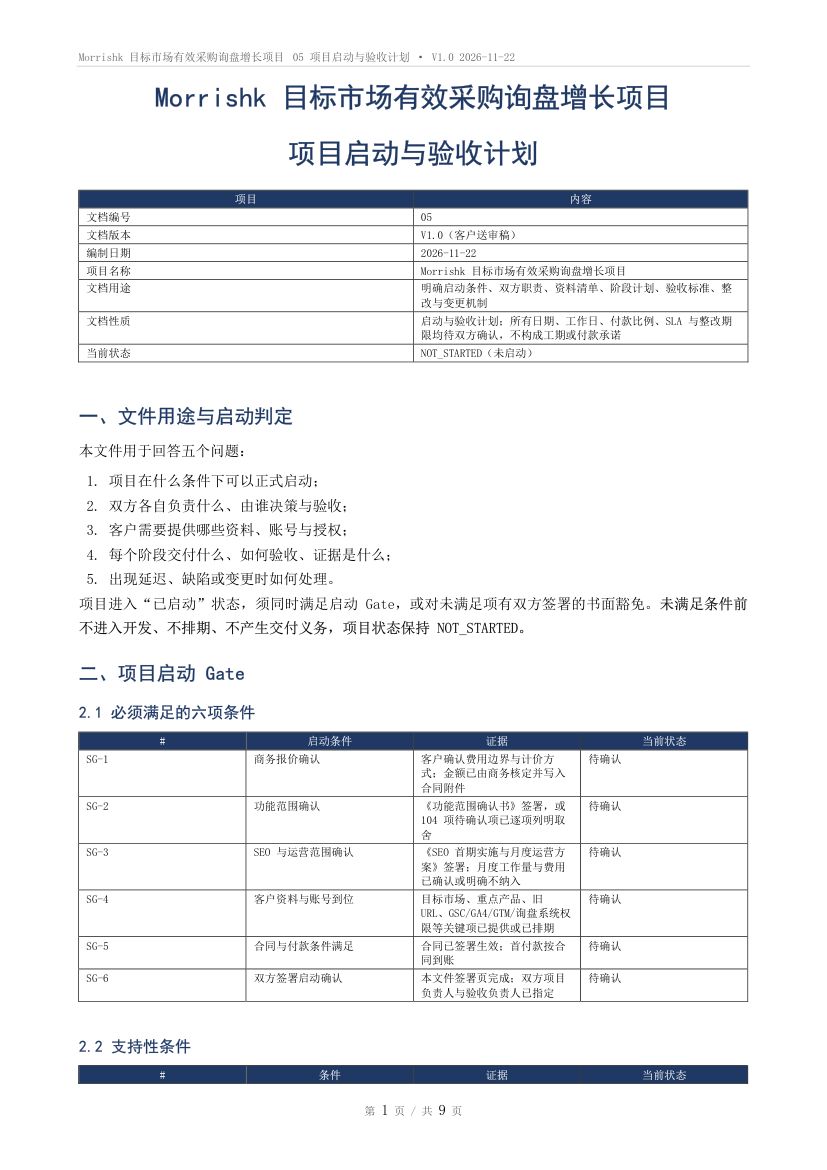 Morrishk 目标市场有效采购询盘增长项目 05 项目启动与验收计划 • V1.0 2026-11-22
Morrishk 目标市场有效采购询盘增长项目
项目启动与验收计划
项目 内容
文档编号 05
文档版本 V1.0（客户送审稿）
编制日期 2026-11-22
项目名称 Morrishk 目标市场有效采购询盘增长项目
文档用途 明确启动条件、双方职责、资料清单、阶段计划、验收标准、整
改与变更机制
文档性质 启动与验收计划；所有日期、工作日、付款比例、SLA 与整改期
限均待双方确认，不构成工期或付款承诺
当前状态 NOT_STARTED（未启动）
一、文件用途与启动判定
本文件用于回答五个问题：
1. 项目在什么条件下可以正式启动；
2. 双方各自负责什么、由谁决策与验收；
3. 客户需要提供哪些资料、账号与授权；
4. 每个阶段交付什么、如何验收、证据是什么；
5. 出现延迟、缺陷或变更时如何处理。
项目进入“已启动”状态，须同时满足启动 Gate，或对未满足项有双方签署的书面豁免。未满足条件前
不进入开发、不排期、不产生交付义务，项目状态保持 NOT_STARTED。
二、项目启动 Gate
2.1 必须满足的六项条件
# 启动条件 证据 当前状态
SG-1 商务报价确认 客户确认费用边界与计价方 待确认
式；金额已由商务核定并写入
合同附件
SG-2 功能范围确认 《功能范围确认书》签署，或 待确认
104 项待确认项已逐项列明取
舍
SG-3 SEO 与运营范围确认 《SEO 首期实施与月度运营方 待确认
案》签署；月度工作量与费用
已确认或明确不纳入
SG-4 客户资料与账号到位 目标市场、重点产品、旧 待确认
URL、GSC/GA4/GTM/询盘系统权
限等关键项已提供或已排期
SG-5 合同与付款条件满足 合同已签署生效；首付款按合 待确认
同到账
SG-6 双方签署启动确认 本文件签署页完成；双方项目 待确认
负责人与验收负责人已指定
2.2 支持性条件
# 条件 证据 当前状态
第 1 页 / 共 9 页